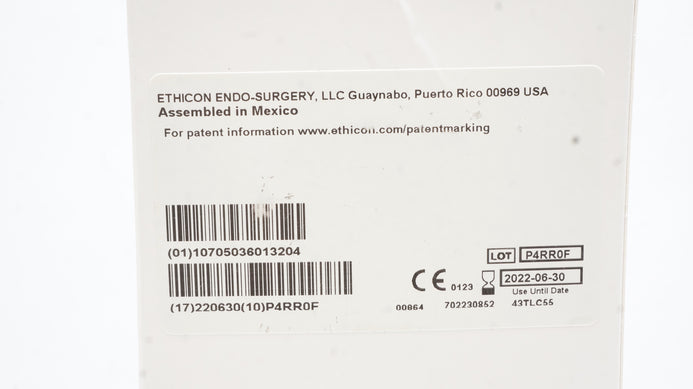 ETHICON ENDO-SURGERY, LLC Guaynabo, Puerto Rico 00969 USA
Assembled in Mexico
For patent information www.ethicon.com/patentmarking
(01)10705036013204
LOT P4RR0F
(17)220630(10)P4RR0F
CE 0123 2022-06-30
Use Until Date
00864 702230852 43TLC55